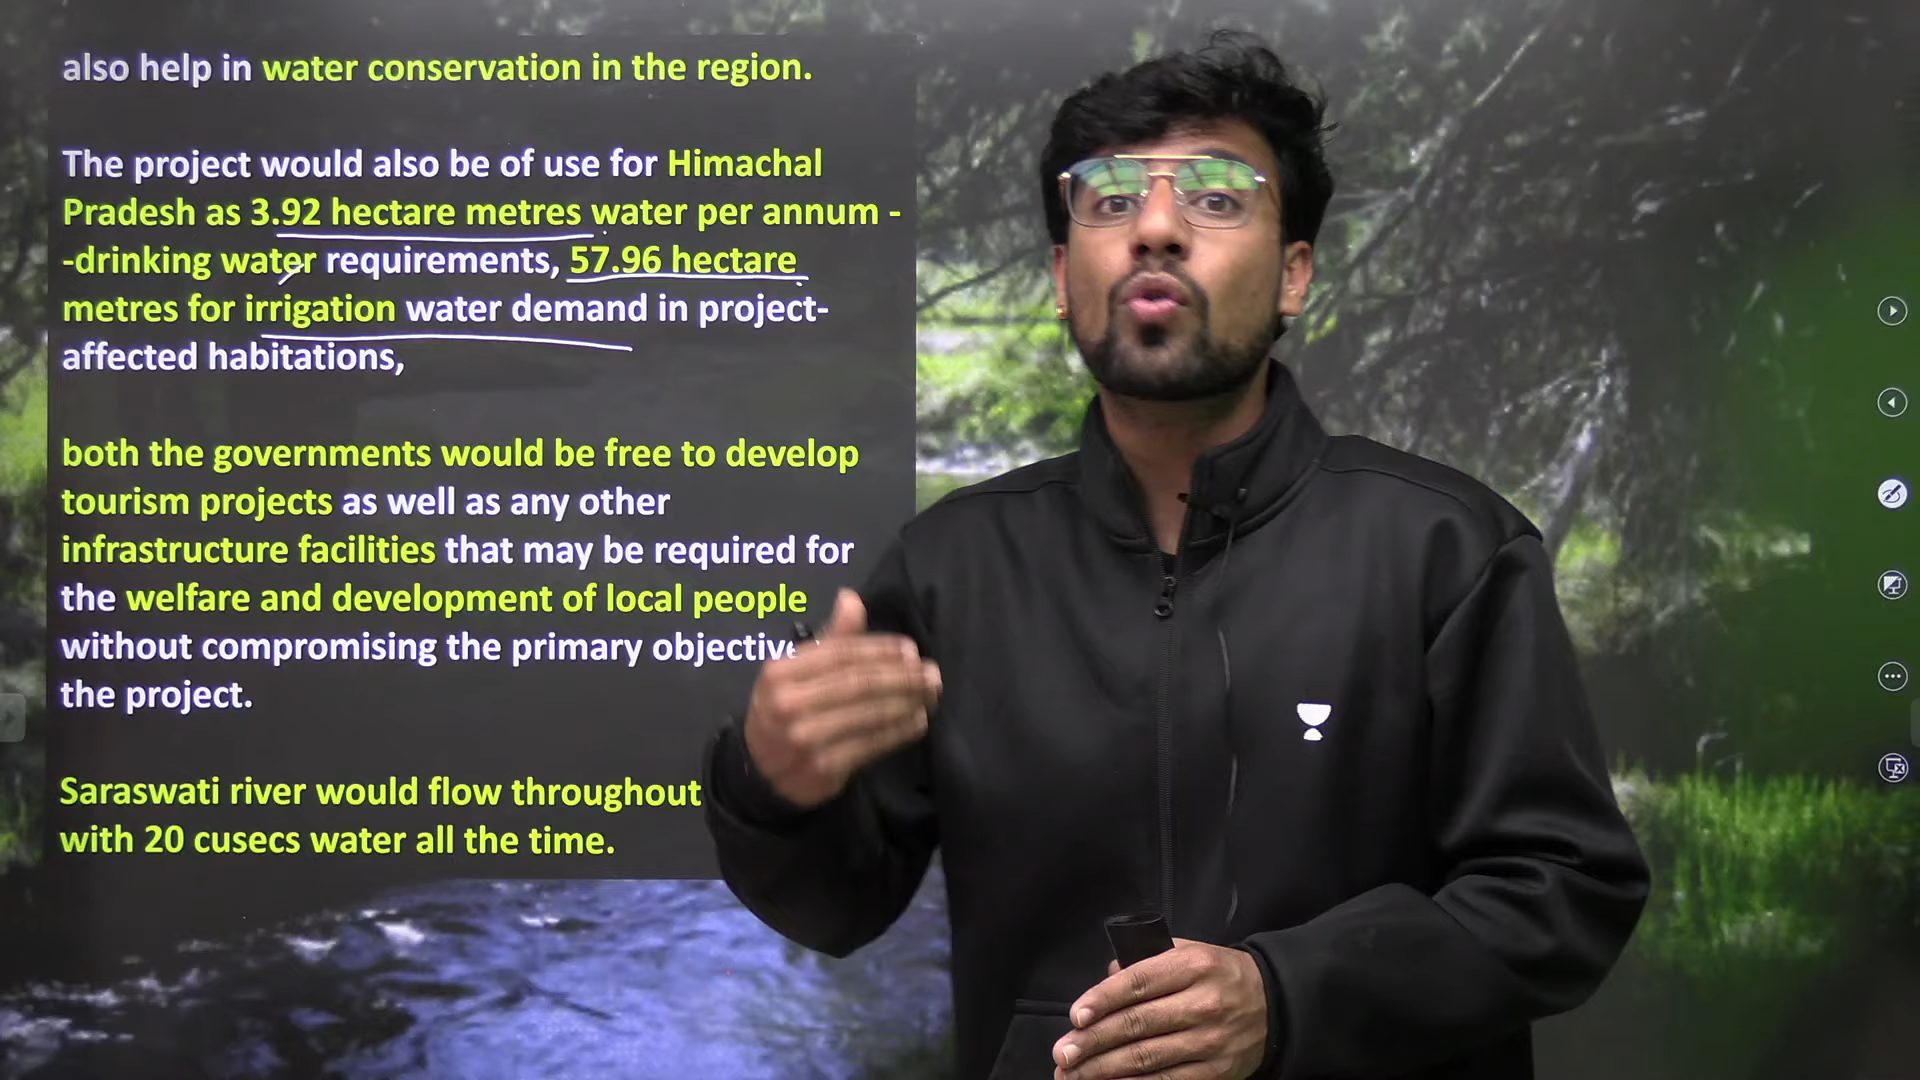 also help in water conservation in the region.
The project would also be of use for Himachal
Pradesh as 3.92 hectare metres water per annum -
-drinking water requirements, 57.96 hectare
metres for irrigation water demand in project-
affected habitations,
both the governments would be free to develop
tourism projects as well as any other
infrastructure facilities that may be required for
the welfare and development of local people
without compromising the primary
the project.
Saraswati river would flow throughout
with 20 cusecs water all the time.